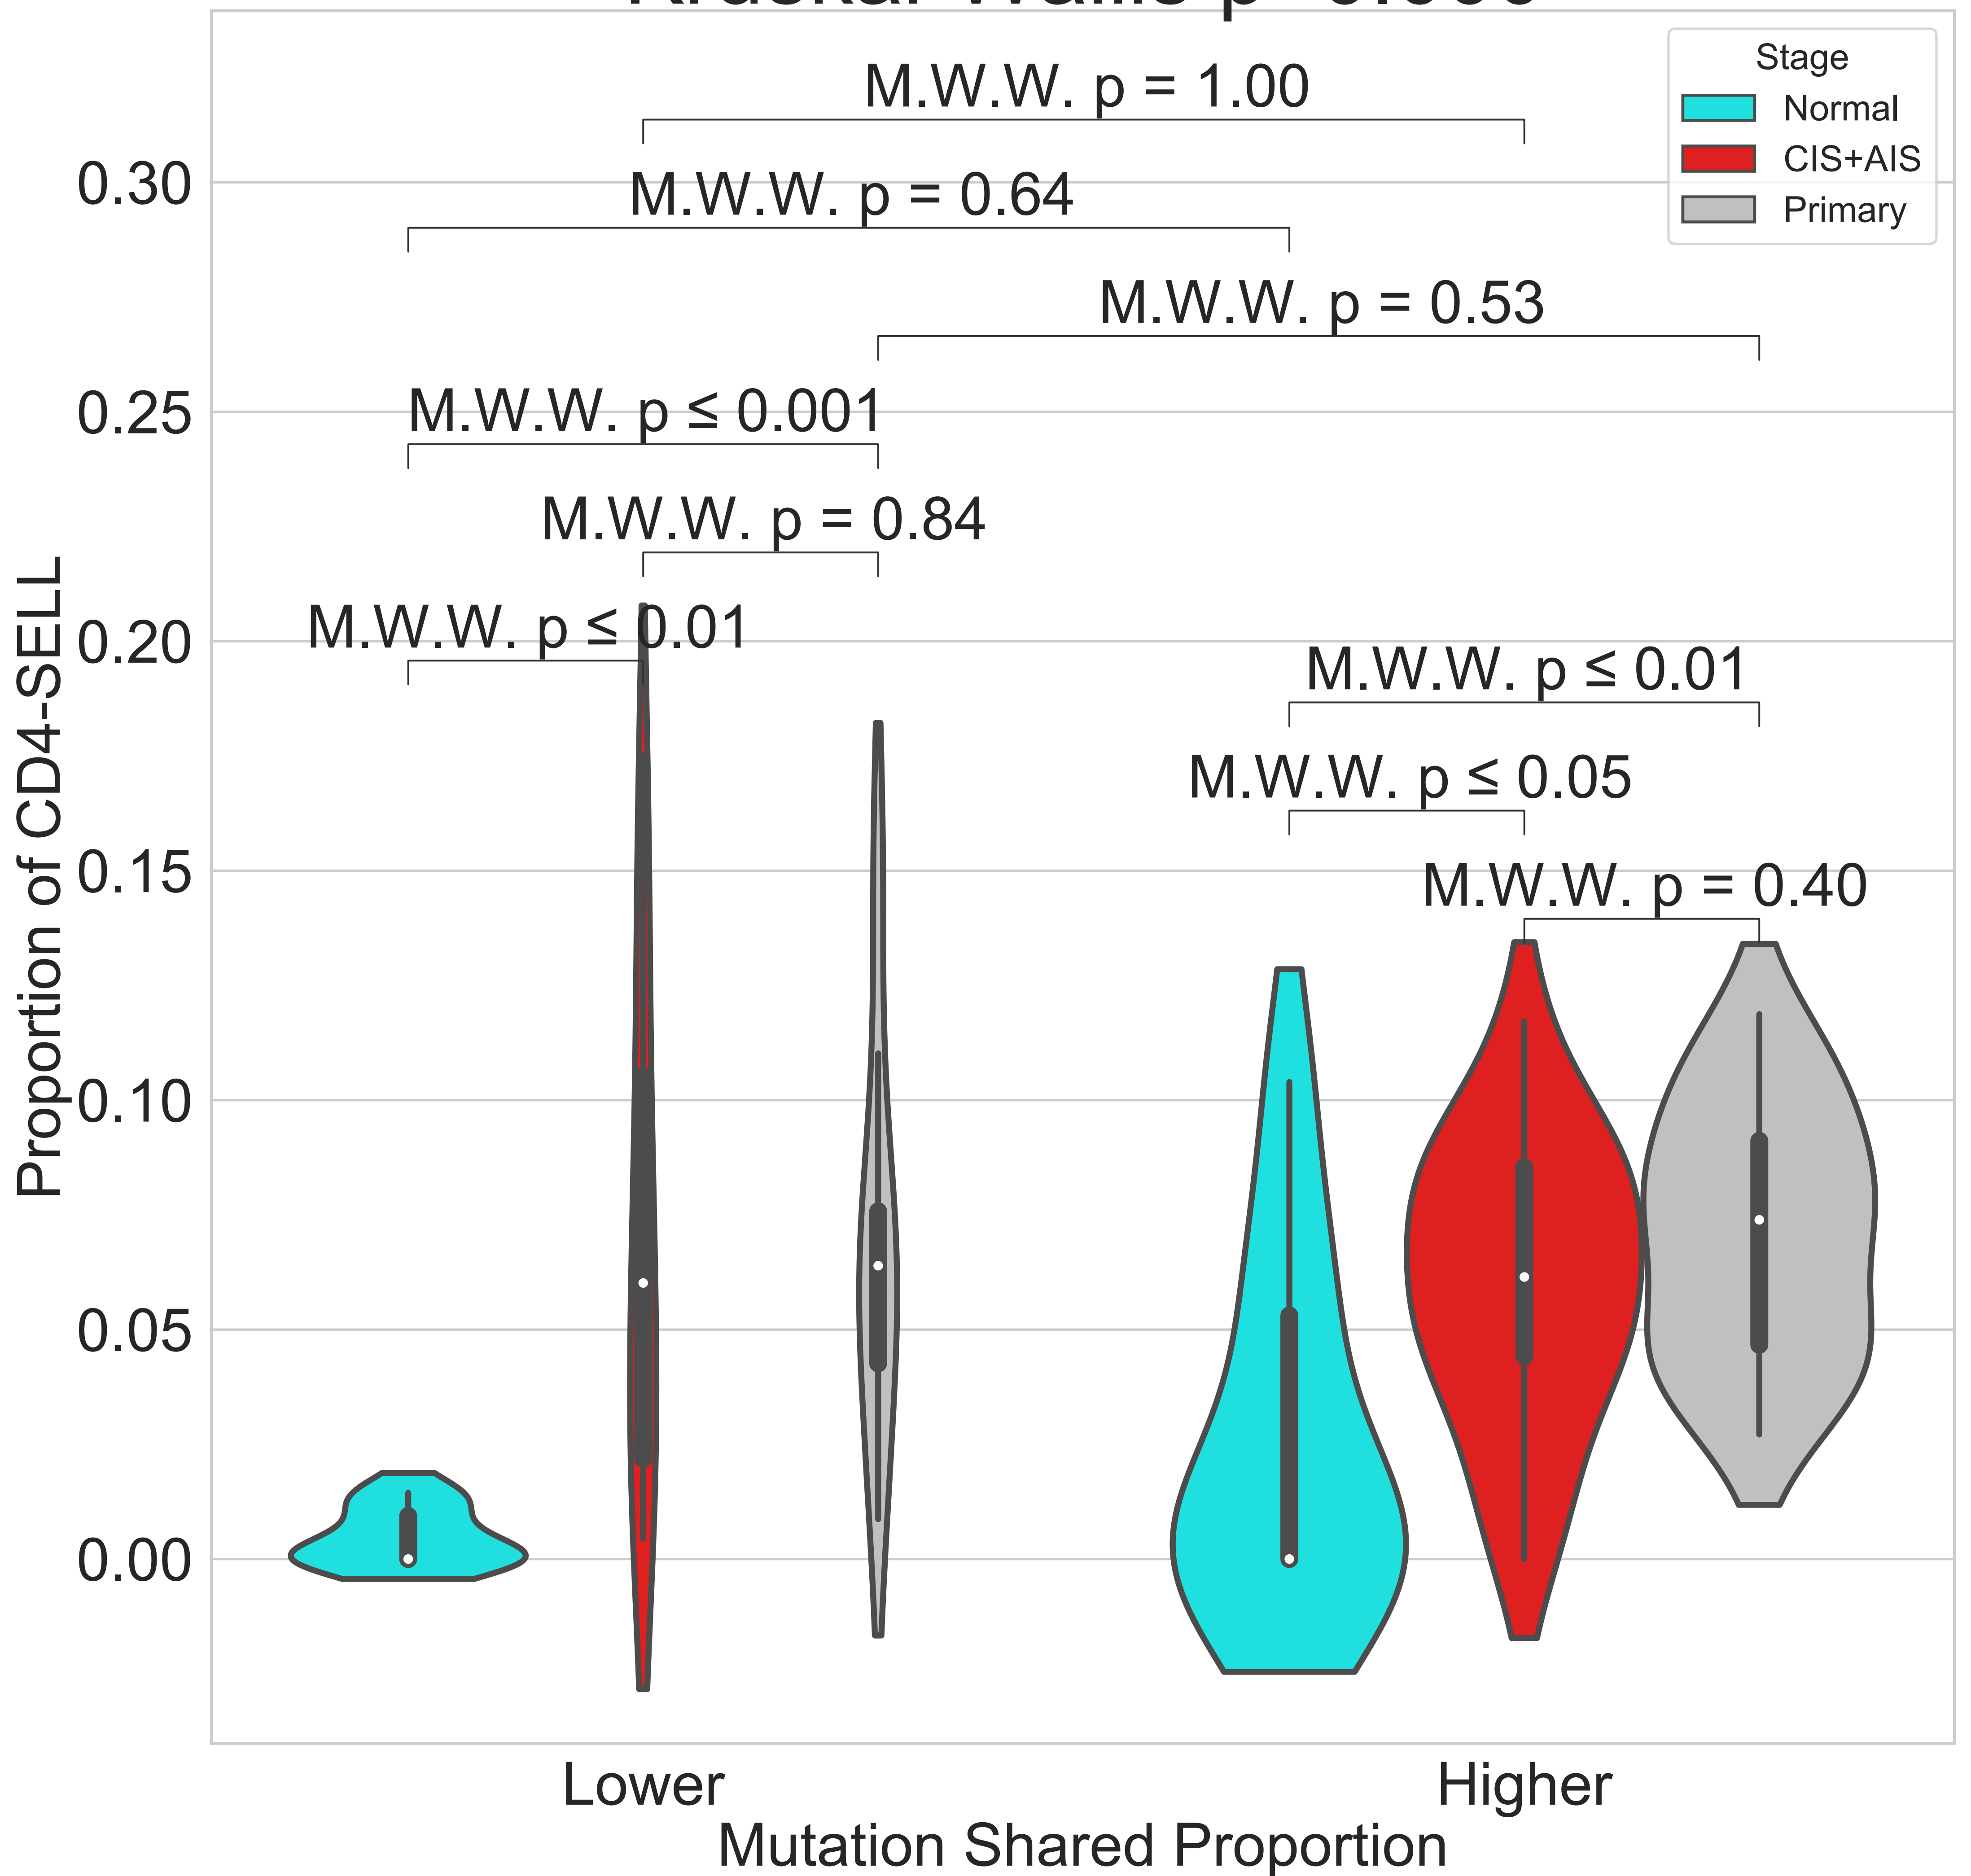 M.W.W. p = 1.00
M.W.W. p = 0.64
M.W.W. p = 0.53
M.W.W. p ≤ 0.001
M.W.W. p = 0.84
M.W.W. p ≤ 0.01
M.W.W. p ≤ 0.01
M.W.W. p ≤ 0.05
M.W.W. p = 0.40
Stage
Normal
CIS+AIS
Primary
Proportion of CD4-SELL
0.30
0.25
0.20
0.15
0.10
0.05
0.00
Lower
Higher
Mutation Shared Proportion